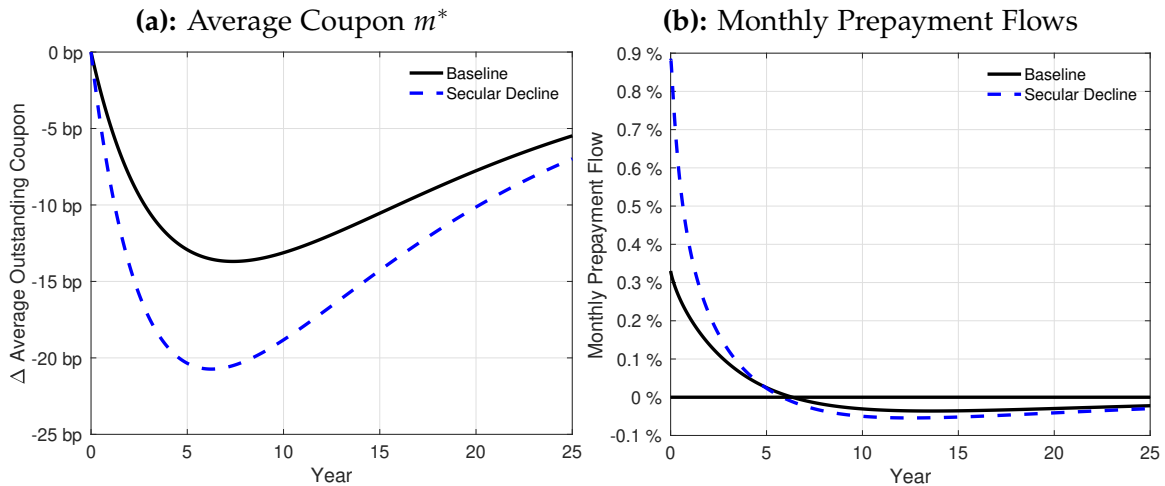 (a): Average Coupon m*
0 bp
-5 bp
-10 bp
-15 bp
-20 bp
-25 bp
Δ Average Outstanding Coupon
0
5
10
15
20
25
Year
Baseline
Secular Decline
(b): Monthly Prepayment Flows
0.9 %
0.8 %
0.7 %
0.6 %
0.5 %
0.4 %
0.3 %
0.2 %
0.1 %
0 %
-0.1 %
Monthly Prepayment Flow
0
5
10
15
20
25
Year
Baseline
Secular Decline